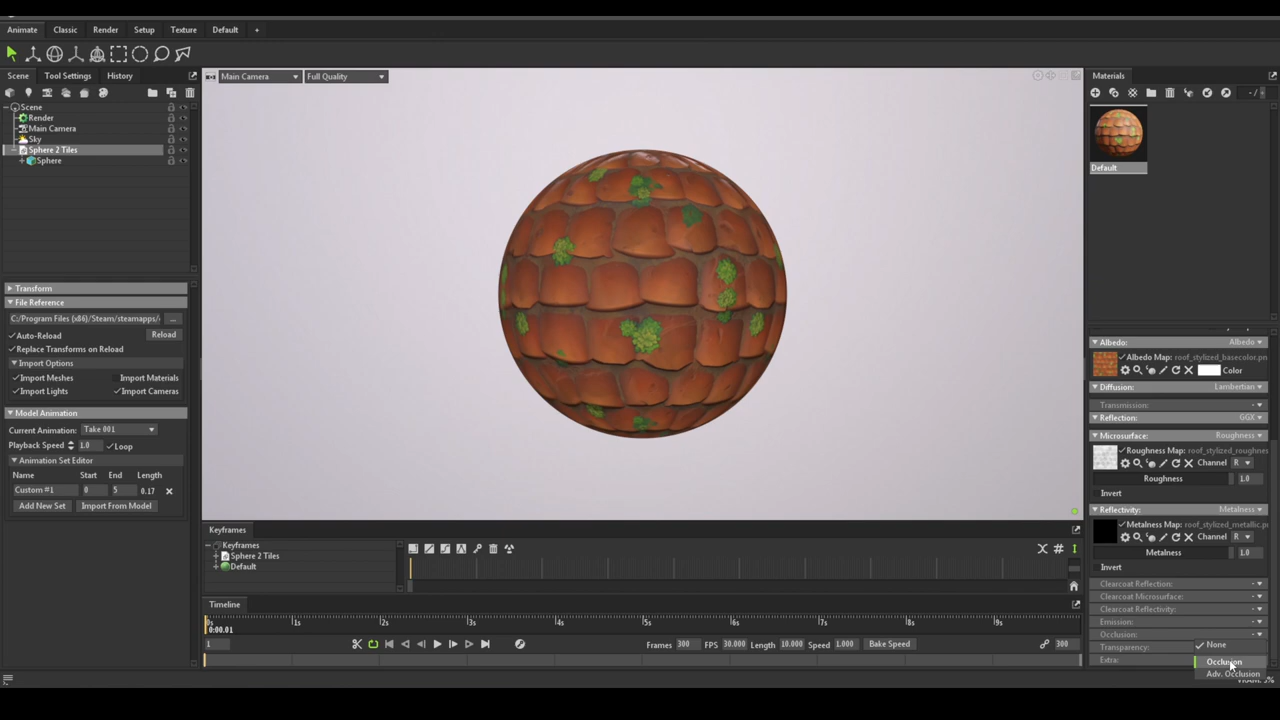 Animate Classic Render Setup Texture Default +
Scene Tool Settings History
Main Camera Full Quality
Materials
Scene
Render
Main Camera
Sky
Sphere 2 Tiles
Sphere
Default
Transform
File Reference
C:/Program Files (x86)/Steam/steamapps/ ...
Auto-Reload Reload
Replace Transforms on Reload
Import Options
Import Meshes Import Materials
Import Lights Import Cameras
Model Animation
Current Animation: Take 001
Playback Speed 1.0 Loop
Animation Set Editor
Name Start End Length
Custom #1 0 5 0.17
Add New Set Import From Model
Keyframes
Keyframes
Sphere 2 Tiles
Default
Timeline
0s 1s 2s 3s 4s 5s 6s 7s 8s 9s
0:00.01
1 Frames 300 FPS 30.000 Length 10.000 Speed 1.000 Bake Speed 300
Albedo: Albedo
Albedo Map: roof_stylized_basecolor.pn
Color
Diffusion: Lambertian
Transmission:
Reflection: GGX
Microsurface: Roughness
Roughness Map: roof_stylized_roughnes
Channel R
Roughness 1.0
Invert
Reflectivity: Metalness
Metalness Map: roof_stylized_metallic.p
Channel R
Metalness 1.0
Invert
Clearcoat Reflection:
Clearcoat Microsurface:
Clearcoat Reflectivity:
Emission:
Occlusion:
Transparency:
Extra:
None
Occlusion
Adv. Occlusion